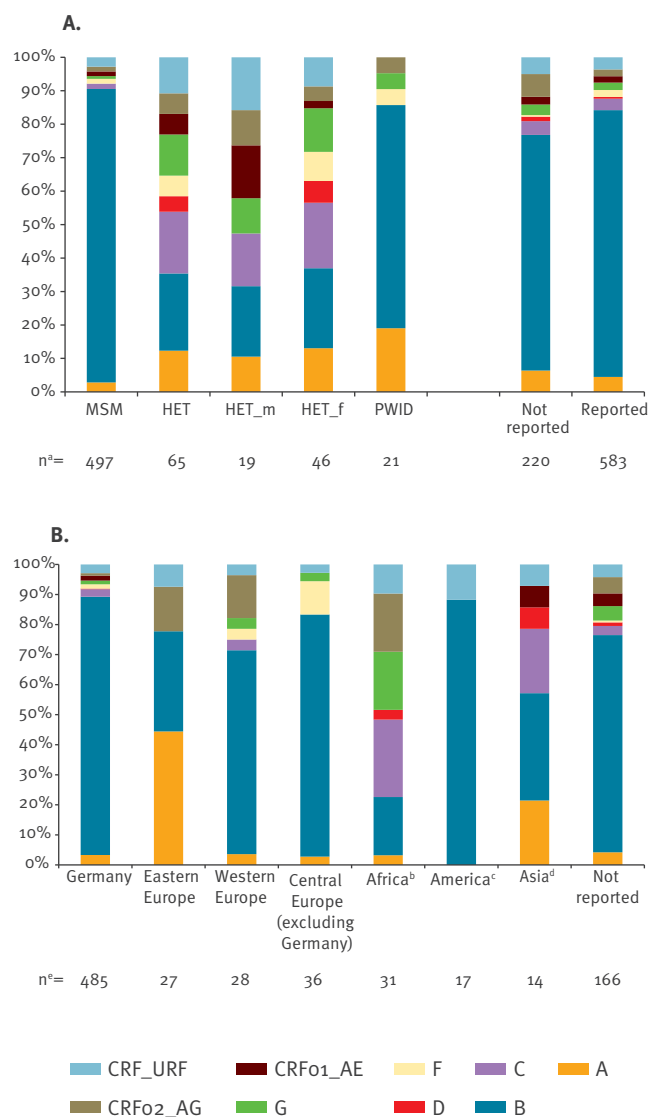 A.
100%
90%
80%
70%
60%
50%
40%
30%
20%
10%
0%
MSM HET HET_m HET_f PWID Not reported Reported
nᵃ= 497 65 19 46 21 220 583
B.
100%
90%
80%
70%
60%
50%
40%
30%
20%
10%
0%
Germany Eastern Europe Western Europe Central Europe (excluding Germany) Africaᵇ Americaᶜ Asiaᵈ Not reported
nᵉ= 485 27 28 36 31 17 14 166
CRF_URF CRF01_AE F C A
CRF02_AG G D B